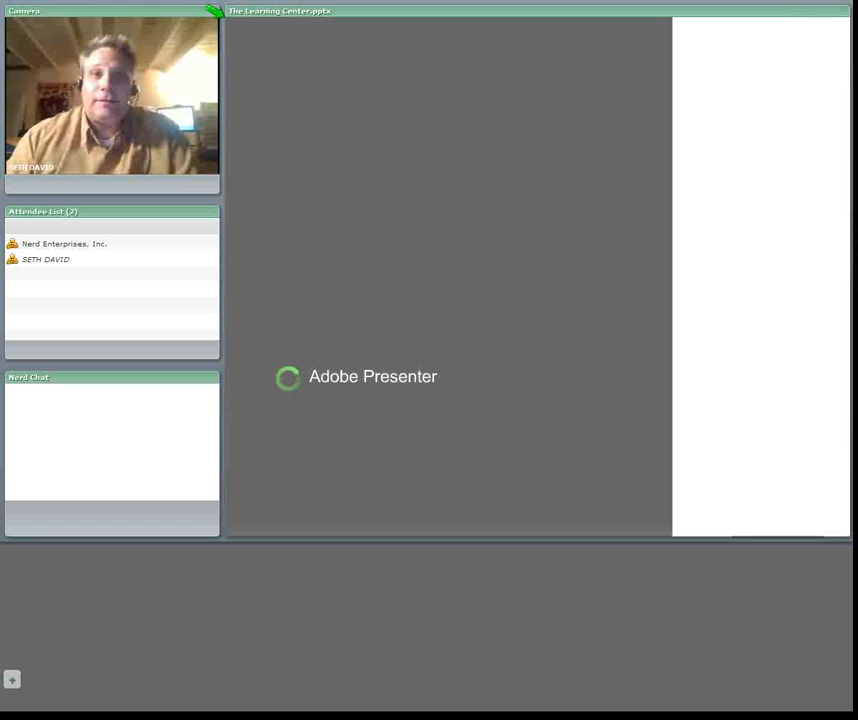 Camera
The Learning Center.pptx
SETH DAVID
Attendee List (2)
Nerd Enterprises, Inc.
SETH DAVID
Adobe Presenter
Nerd Chat